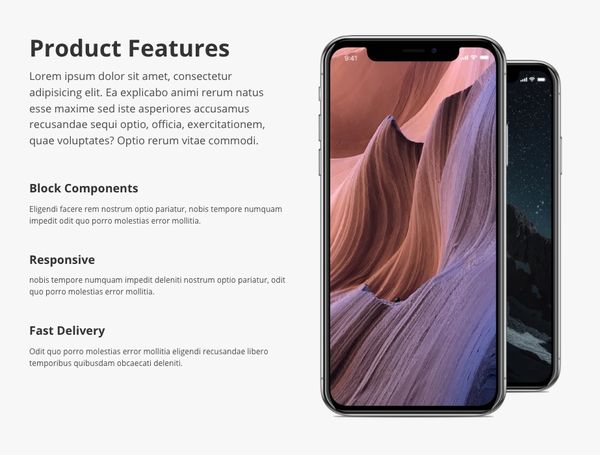 Product Features
Lorem ipsum dolor sit amet, consectetur
adipisicing elit. Ea explicabo animi rerum natus
esse maxime sed iste asperiores accusamus
recusandae sequi optio, officia, exercitationem,
quae voluptates? Optio rerum vitae commodi.
Block Components
Eligendi facere rem nostrum optio pariatur, nobis tempore numquam
impedit odit quo porro molestias error mollitia.
Responsive
nobis tempore numquam impedit deleniti nostrum optio pariatur, odit
quo porro molestias error mollitia.
Fast Delivery
Odit quo porro molestias error mollitia eligendi recusandae libero
temporibus quibusdam obcaecati deleniti.
9:41